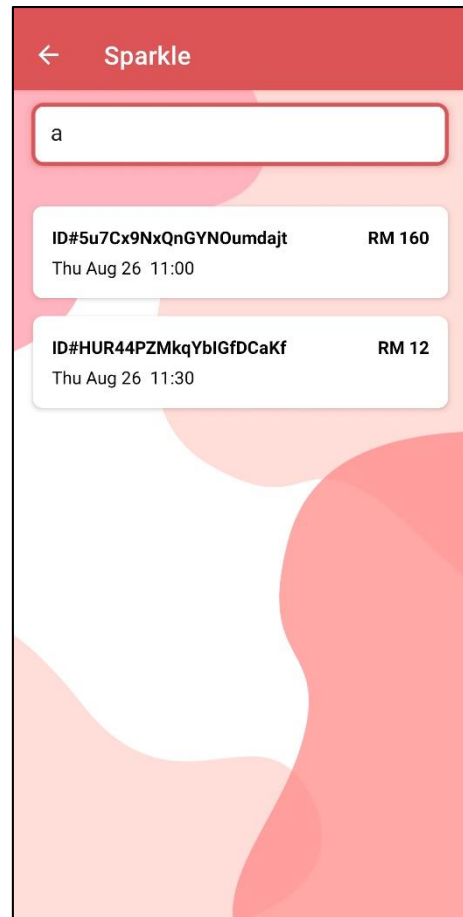 Sparkle
a
ID#5u7Cx9NxQnGYNOumdajt RM 160
Thu Aug 26 11:00
ID#HUR44PZMkqYbIGfDCaKf RM 12
Thu Aug 26 11:30